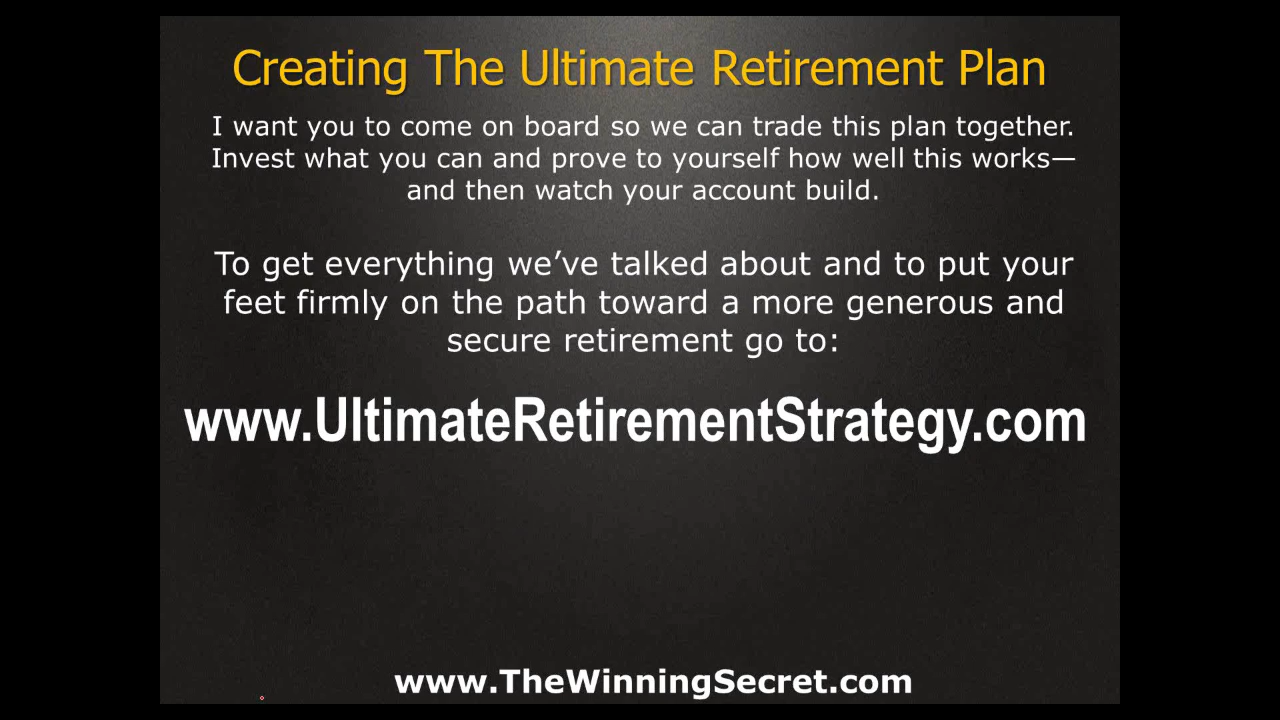 Creating The Ultimate Retirement Plan
I want you to come on board so we can trade this plan together.
Invest what you can and prove to yourself how well this works—
and then watch your account build.
To get everything we’ve talked about and to put your
feet firmly on the path toward a more generous and
secure retirement go to:
www.UltimateRetirementStrategy.com
www.TheWinningSecret.com